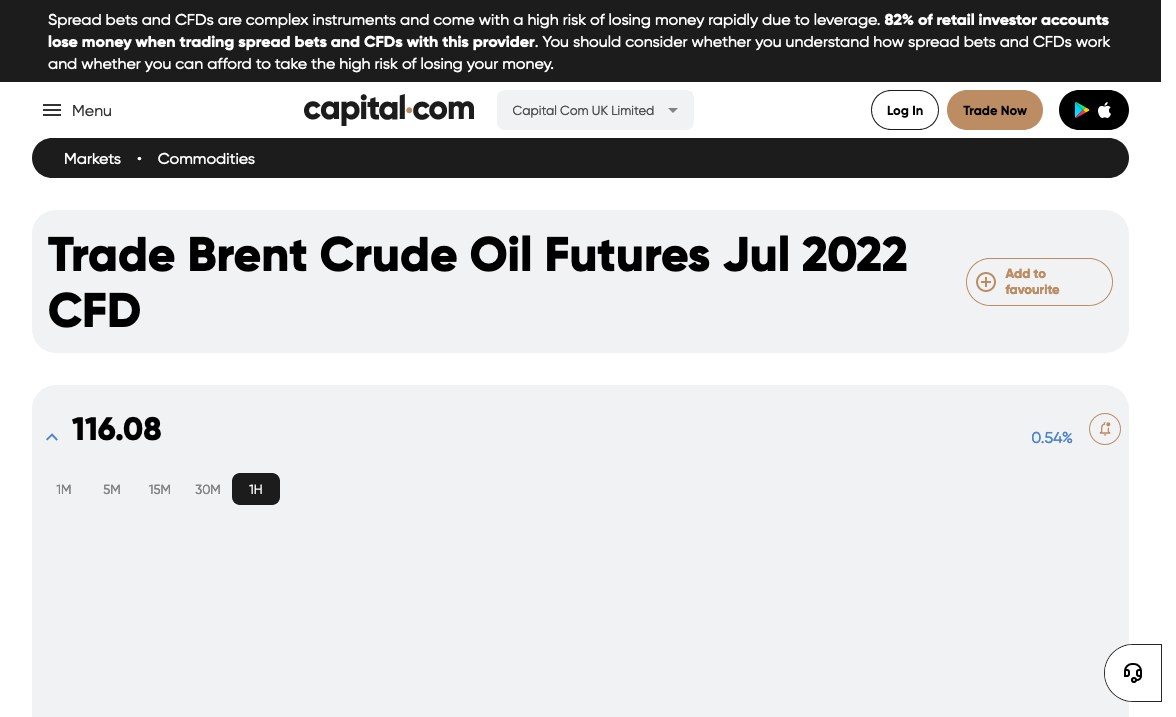 Spread bets and CFDs are complex instruments and come with a high risk of losing money rapidly due to leverage. 82% of retail investor accounts
lose money when trading spread bets and CFDs with this provider. You should consider whether you understand how spread bets and CFDs work
and whether you can afford to take the high risk of losing your money.
Menu
capital.com
Capital Com UK Limited
Log In
Trade Now
Markets • Commodities
Trade Brent Crude Oil Futures Jul 2022
CFD
Add to
favourite
116.08
0.54%
1M 5M 15M 30M 1H